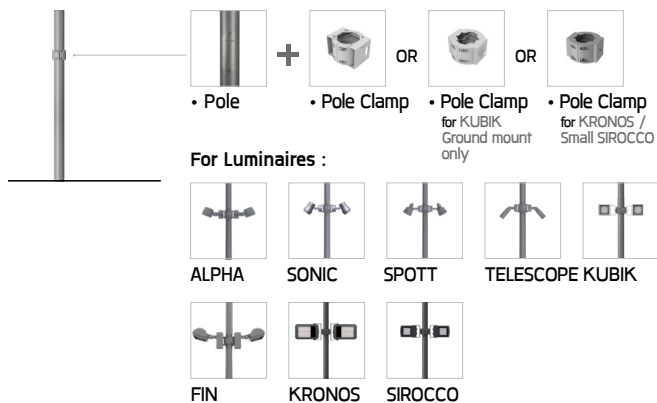 OR
OR
• Pole
• Pole Clamp
• Pole Clamp
for KUBIK
Ground mount
only
• Pole Clamp
for KRONOS /
Small SIROCCO
For Luminaires :
ALPHA
SONIC
SPOTT
TELESCOPE
KUBIK
FIN
KRONOS
SIROCCO